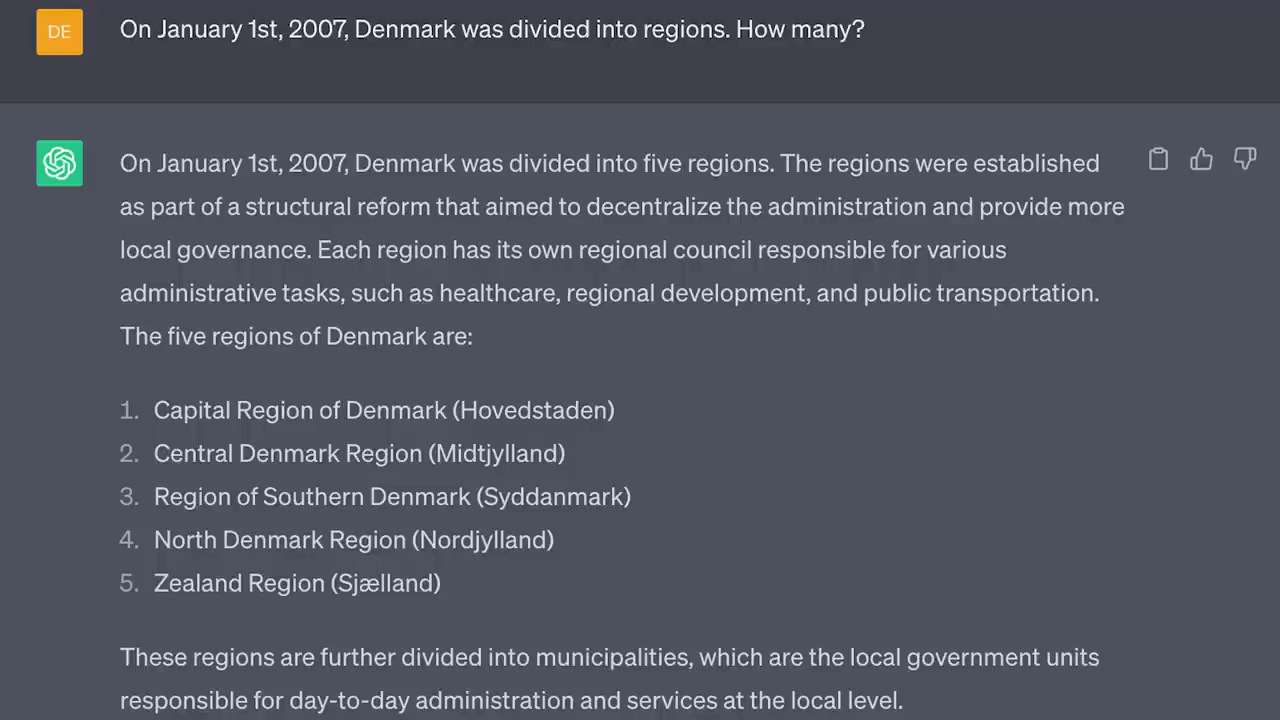 DE
On January 1st, 2007, Denmark was divided into regions. How many?
On January 1st, 2007, Denmark was divided into five regions. The regions were established
as part of a structural reform that aimed to decentralize the administration and provide more
local governance. Each region has its own regional council responsible for various
administrative tasks, such as healthcare, regional development, and public transportation.
The five regions of Denmark are:
1. Capital Region of Denmark (Hovedstaden)
2. Central Denmark Region (Midtjylland)
3. Region of Southern Denmark (Syddanmark)
4. North Denmark Region (Nordjylland)
5. Zealand Region (Sjælland)
These regions are further divided into municipalities, which are the local government units
responsible for day-to-day administration and services at the local level.